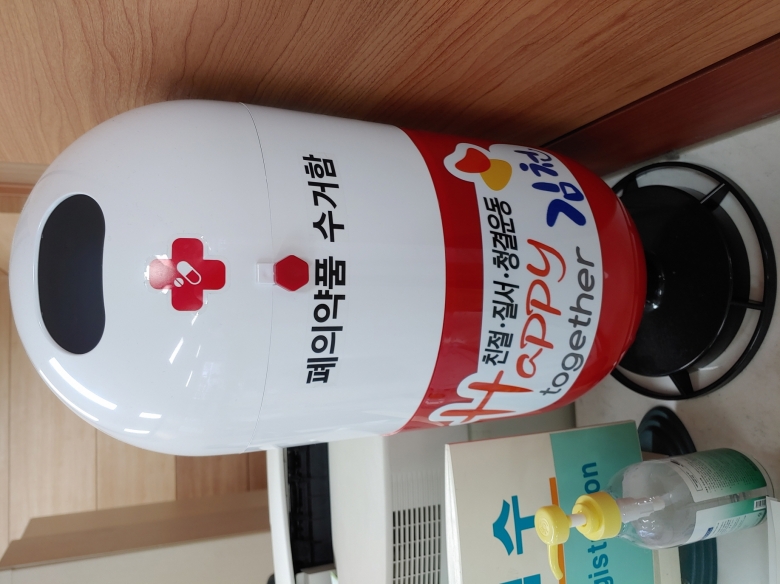 폐의약품 수거함
친절·질서·청결운동
Happy
together
김천